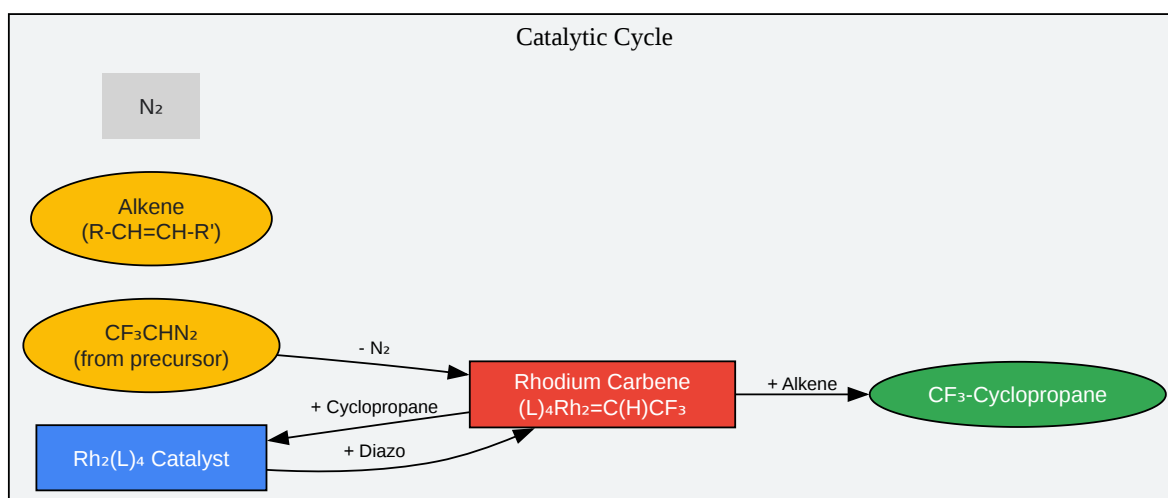 Catalytic Cycle
N₂
Alkene
(R-CH=CH-R')
CF₃CHN₂
(from precursor)
- N₂
Rhodium Carbene
(L)₄Rh₂=C(H)CF₃
+ Alkene
CF₃-Cyclopropane
+ Cyclopropane
+ Diazo
Rh₂(L)₄ Catalyst